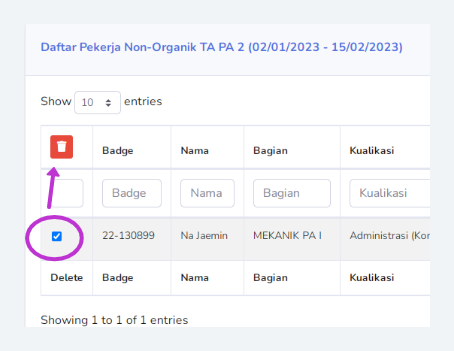 Daftar Pekerja Non-Organik TA PA 2 (02/01/2023 - 15/02/2023)
Show 10 entries
Badge Nama Bagian Kualikasi
Badge Nama Bagian Kualikasi
22-130899 Na Jaemin MEKANIK PA I Administrasi (Kor
Delete Badge Nama Bagian Kualikasi
Showing 1 to 1 of 1 entries